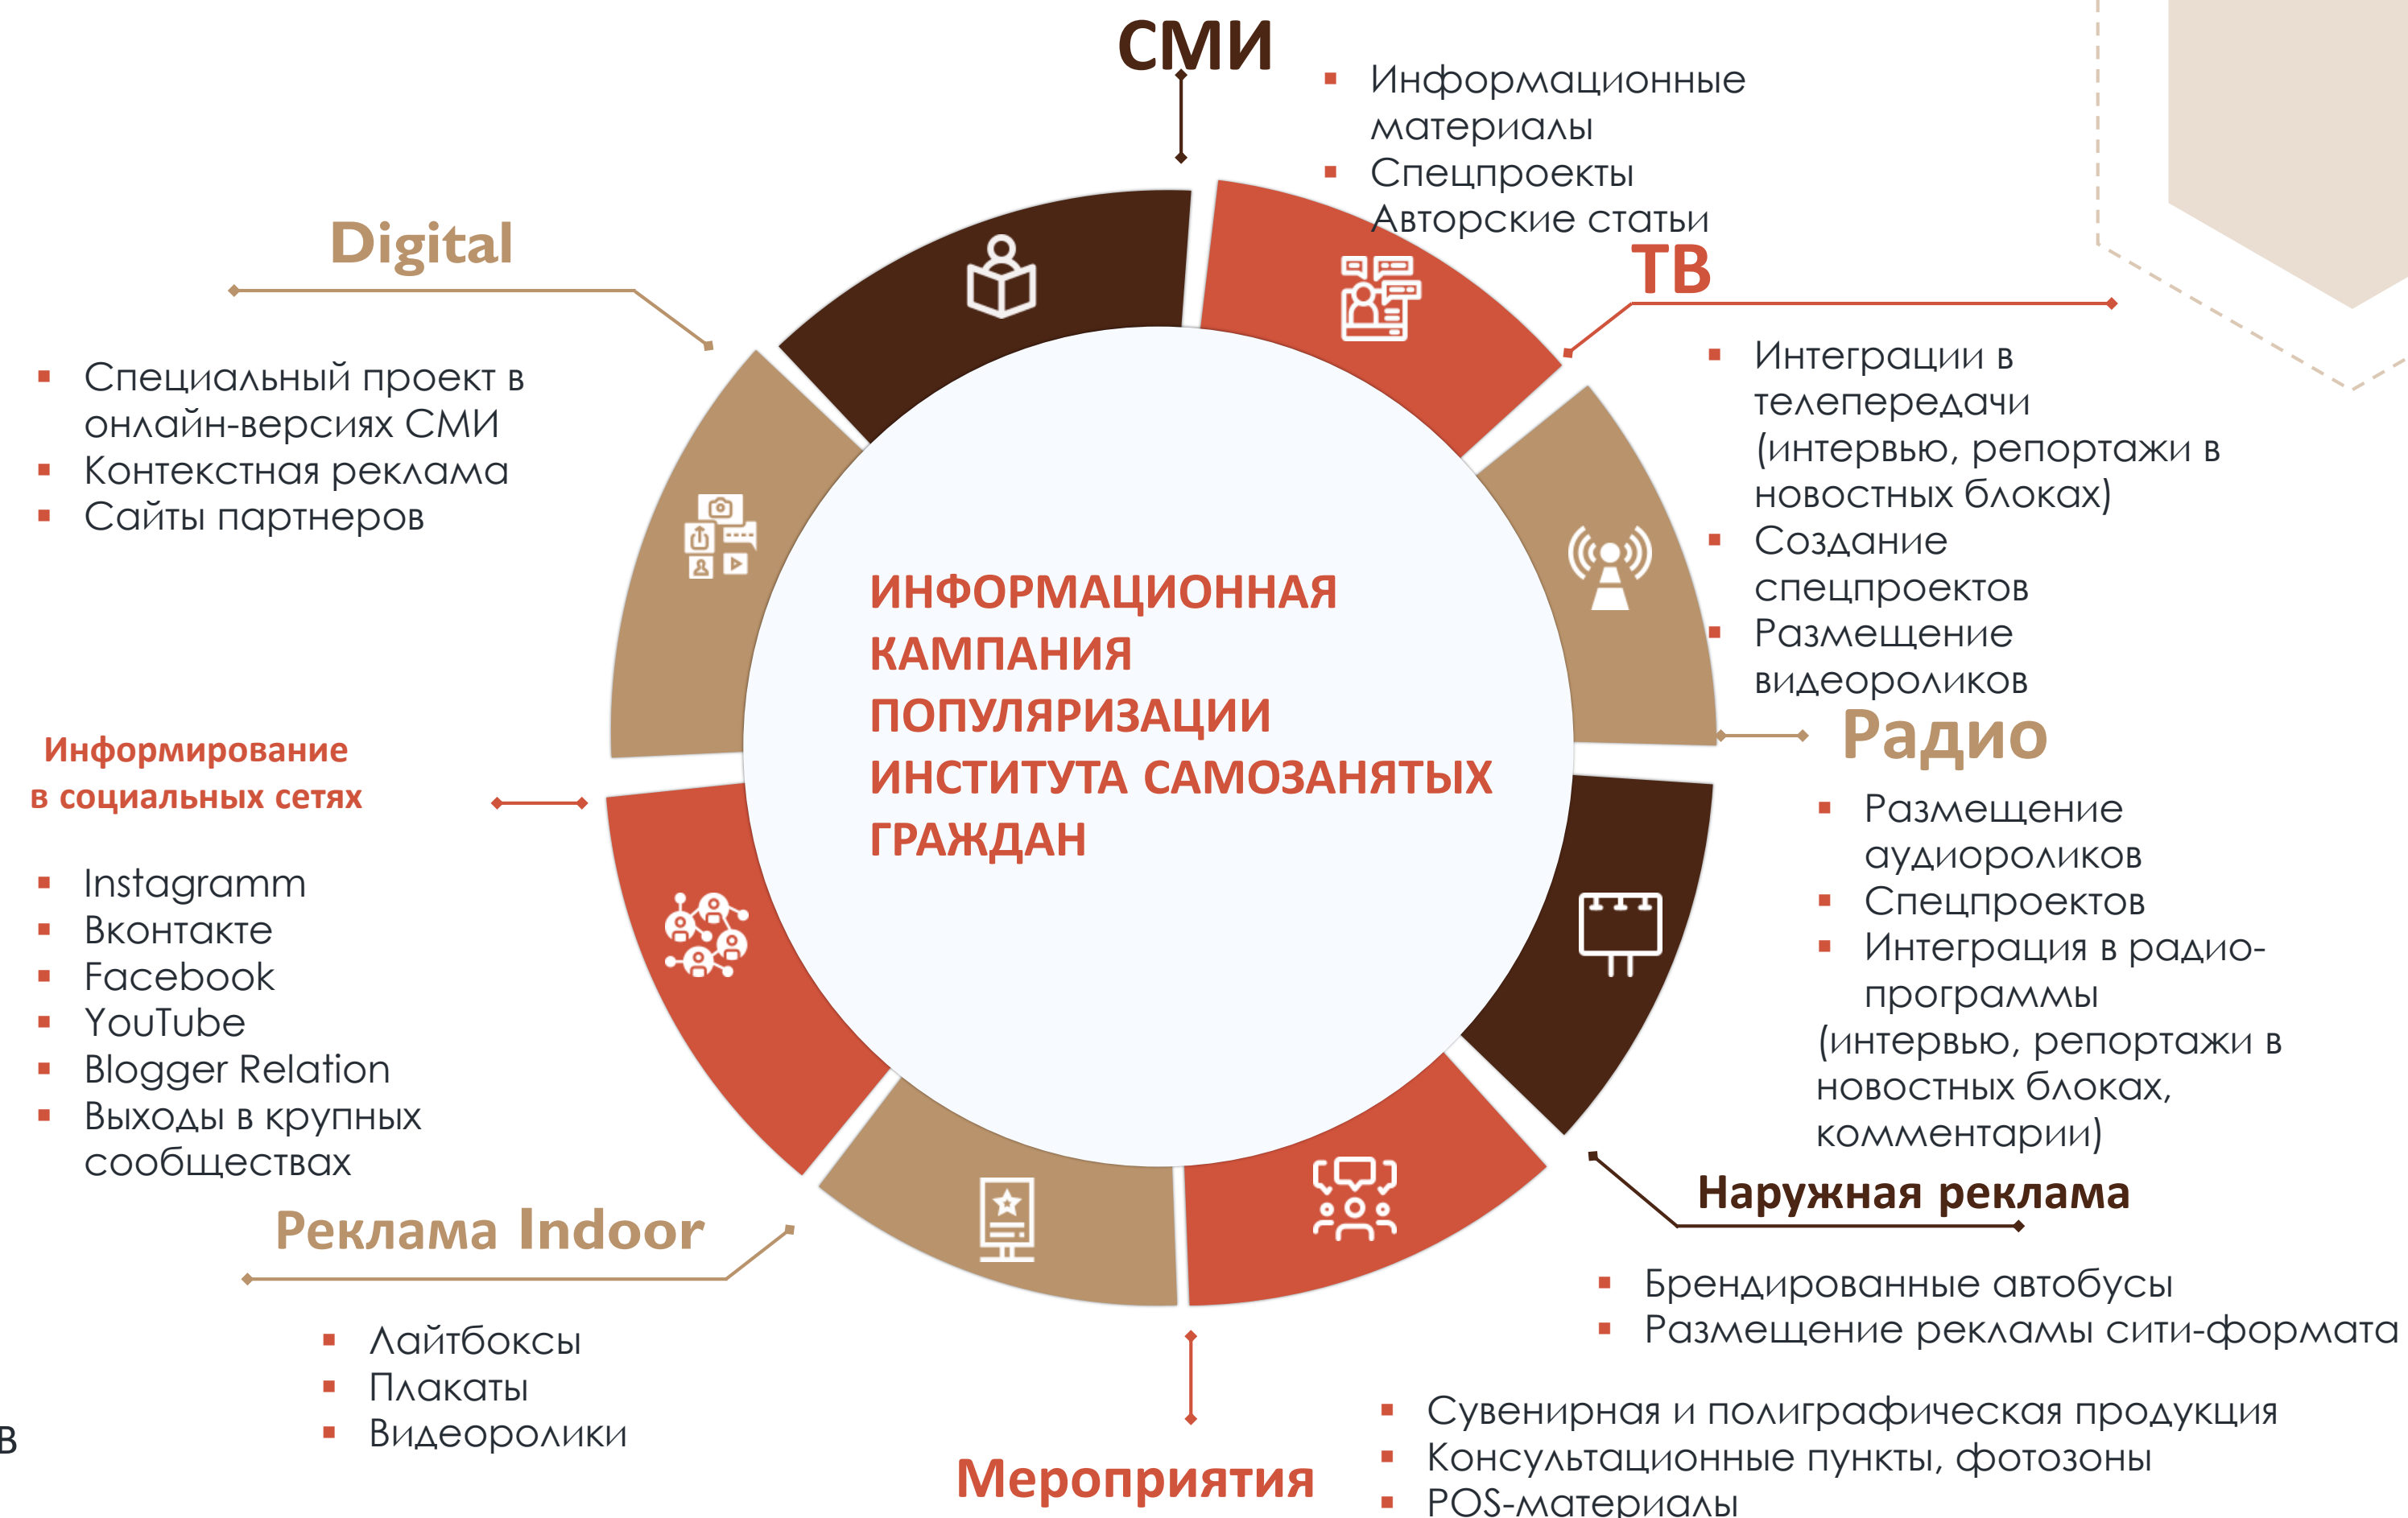 СМИ
Информационные
материалы
Спецпроекты
Авторские статьи
Digital
Специальный проект в
онлайн-версиях СМИ
Контекстная реклама
Сайты партнеров
ТВ
Интеграции в
телепередачи
(интервью, репортажи в
новостных блоках)
Создание
спецпроектов
Размещение
видеороликов
ИНФОРМАЦИОННАЯ
КАМПАНИЯ
ПОПУЛЯРИЗАЦИИ
ИНСТИТУТА САМОЗАНЯТЫХ
ГРАЖДАН
Информирование
в социальных сетях
Instagramm
Вконтакте
Facebook
YouTube
Blogger Relation
Выходы в крупных
сообществах
Радио
Размещение
аудиороликов
Спецпроектов
Интеграция в радио-
программы
(интервью, репортажи в
новостных блоках,
комментарии)
Наружная реклама
Брендированные автобусы
Размещение рекламы сити-формата
Реклама Indoor
Лайтбоксы
Плакаты
Видеоролики
в
Мероприятия
Сувенирная и полиграфическая продукция
Консультационные пункты, фотозоны
POS-материалы